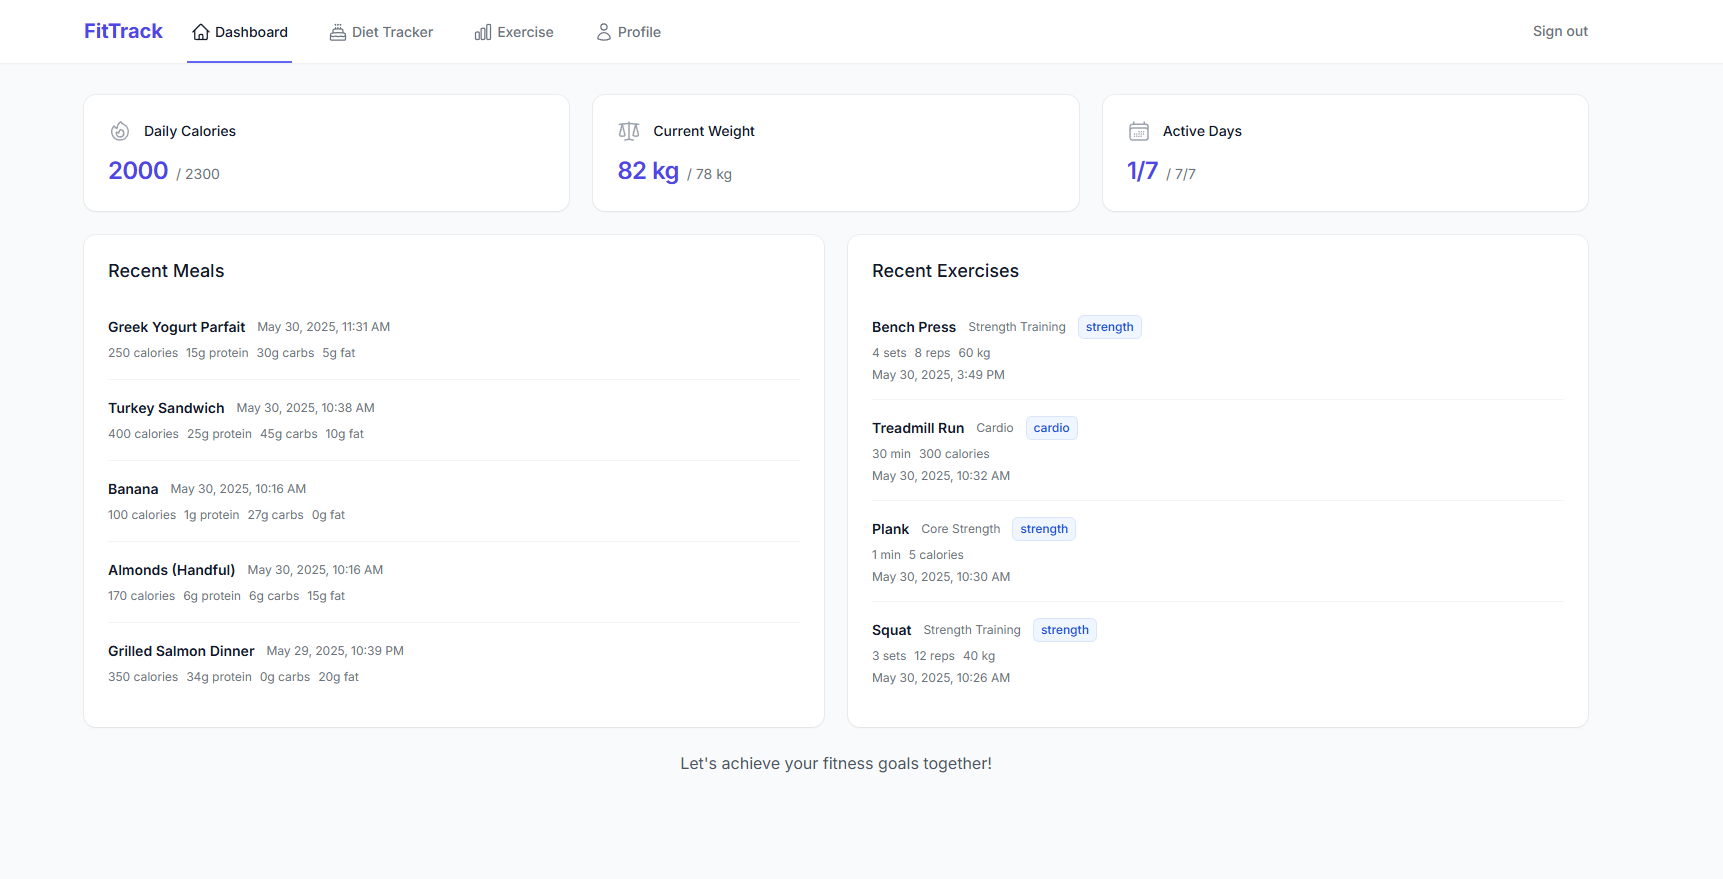 FitTrack Dashboard Diet Tracker Exercise Profile Sign out
Daily Calories
2000 / 2300
Current Weight
82 kg / 78 kg
Active Days
1/7 / 7/7
Recent Meals
Greek Yogurt Parfait May 30, 2025, 11:31 AM
250 calories 15g protein 30g carbs 5g fat
Turkey Sandwich May 30, 2025, 10:38 AM
400 calories 25g protein 45g carbs 10g fat
Banana May 30, 2025, 10:16 AM
100 calories 1g protein 27g carbs 0g fat
Almonds (Handful) May 30, 2025, 10:16 AM
170 calories 6g protein 6g carbs 15g fat
Grilled Salmon Dinner May 29, 2025, 10:39 PM
350 calories 34g protein 0g carbs 20g fat
Recent Exercises
Bench Press Strength Training strength
4 sets 8 reps 60 kg
May 30, 2025, 3:49 PM
Treadmill Run Cardio cardio
30 min 300 calories
May 30, 2025, 10:32 AM
Plank Core Strength strength
1 min 5 calories
May 30, 2025, 10:30 AM
Squat Strength Training strength
3 sets 12 reps 40 kg
May 30, 2025, 10:26 AM
Let's achieve your fitness goals together!